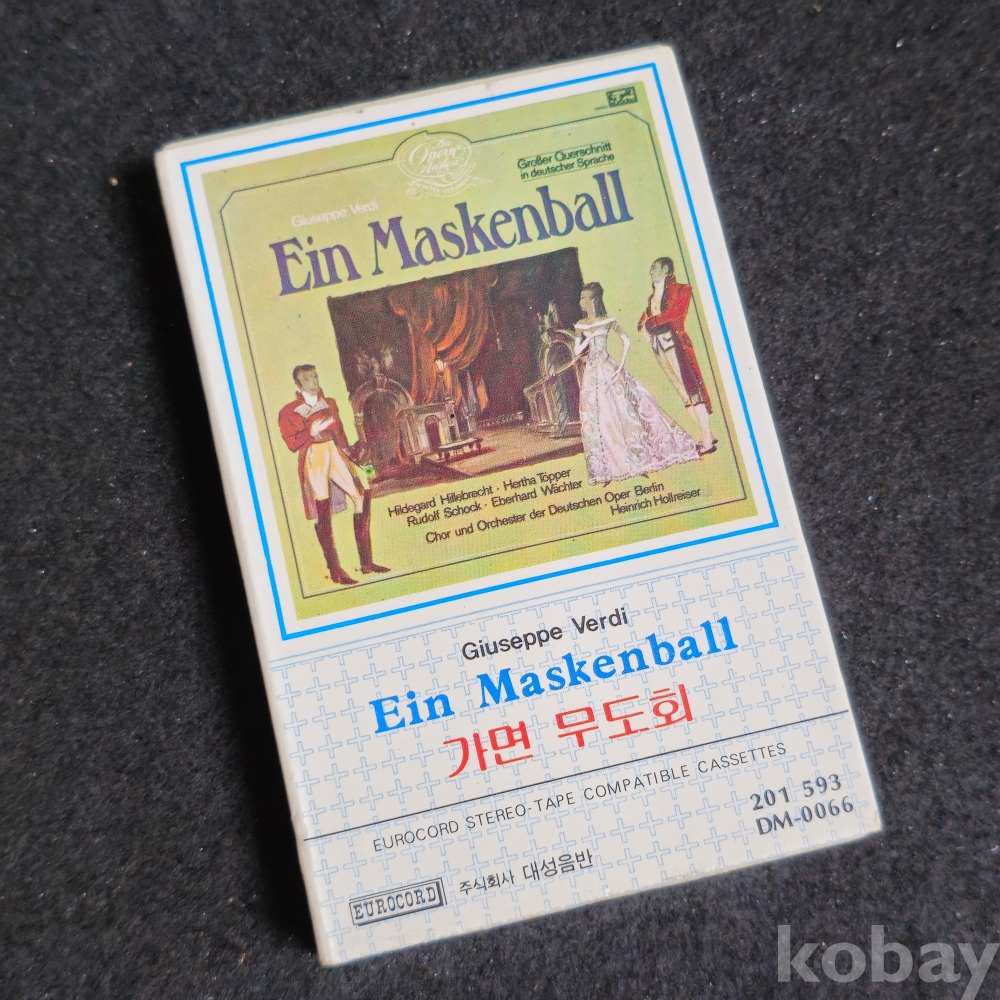 Die Opern
Großer Querschnitt
in deutscher Sprache
Giuseppe Verdi
Ein Maskenball
Hildegard Hillebrecht · Hertha Töpper
Rudolf Schock · Eberhard Wächter
Chor und Orchester der Deutschen Oper Berlin
Heinrich Hollreiser
Giuseppe Verdi
Ein Maskenball
가면 무도회
EUROCORD STEREO-TAPE COMPATIBLE CASSETTES
201 593
DM-0066
EUROCORD 주식회사 대성음반
kobay